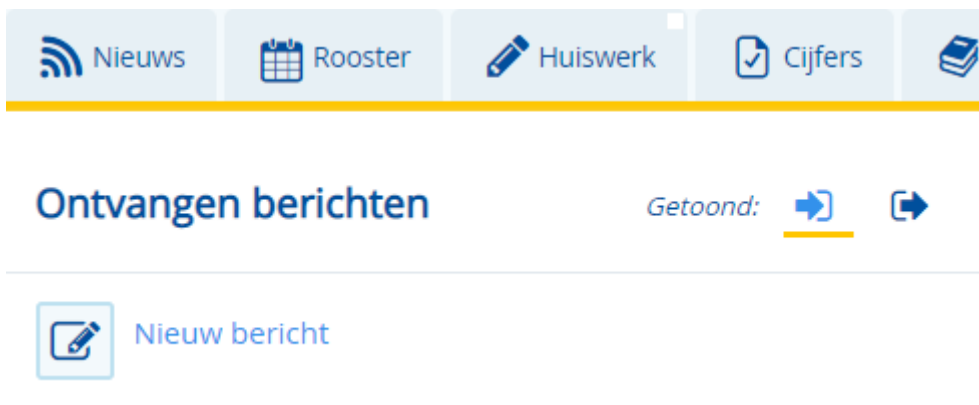 Nieuws Rooster Huiswerk Cijfers
Ontvangen berichten Getoond:
Nieuw bericht